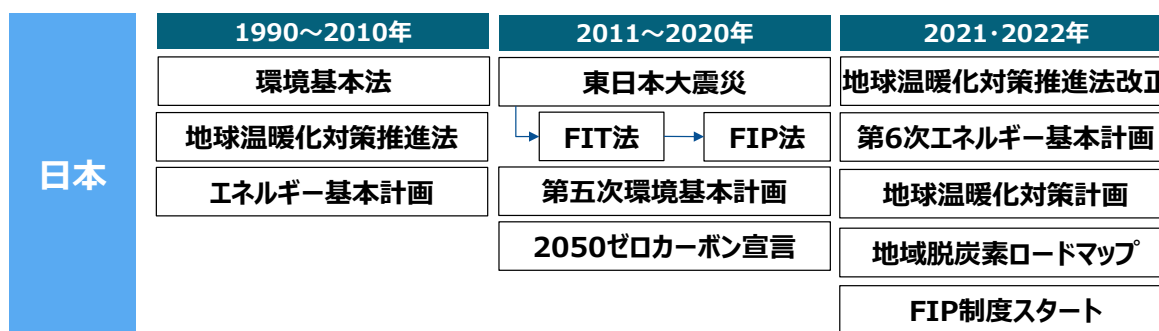 日本
1990～2010年
環境基本法
地球温暖化対策推進法
エネルギー基本計画
2011～2020年
東日本大震災
FIT法
FIP法
第五次環境基本計画
2050ゼロカーボン宣言
2021・2022年
地球温暖化対策推進法改正
第6次エネルギー基本計画
地球温暖化対策計画
地域脱炭素ロードマップ
FIP制度スタート